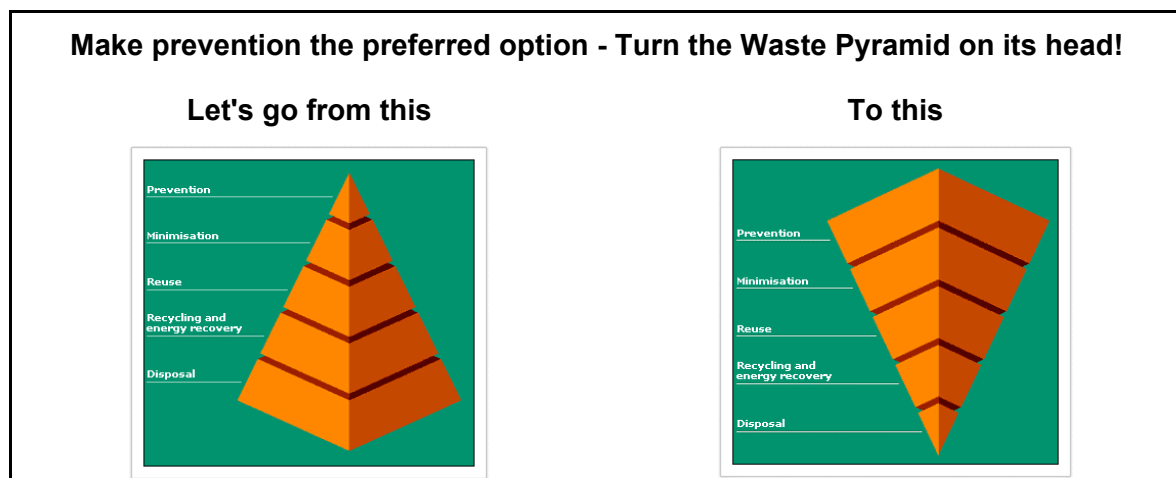 Make prevention the preferred option - Turn the Waste Pyramid on its head!
Let's go from this
To this
Prevention
Minimisation
Reuse
Recycling and
energy recovery
Disposal
Prevention
Minimisation
Reuse
Recycling and
energy recovery
Disposal